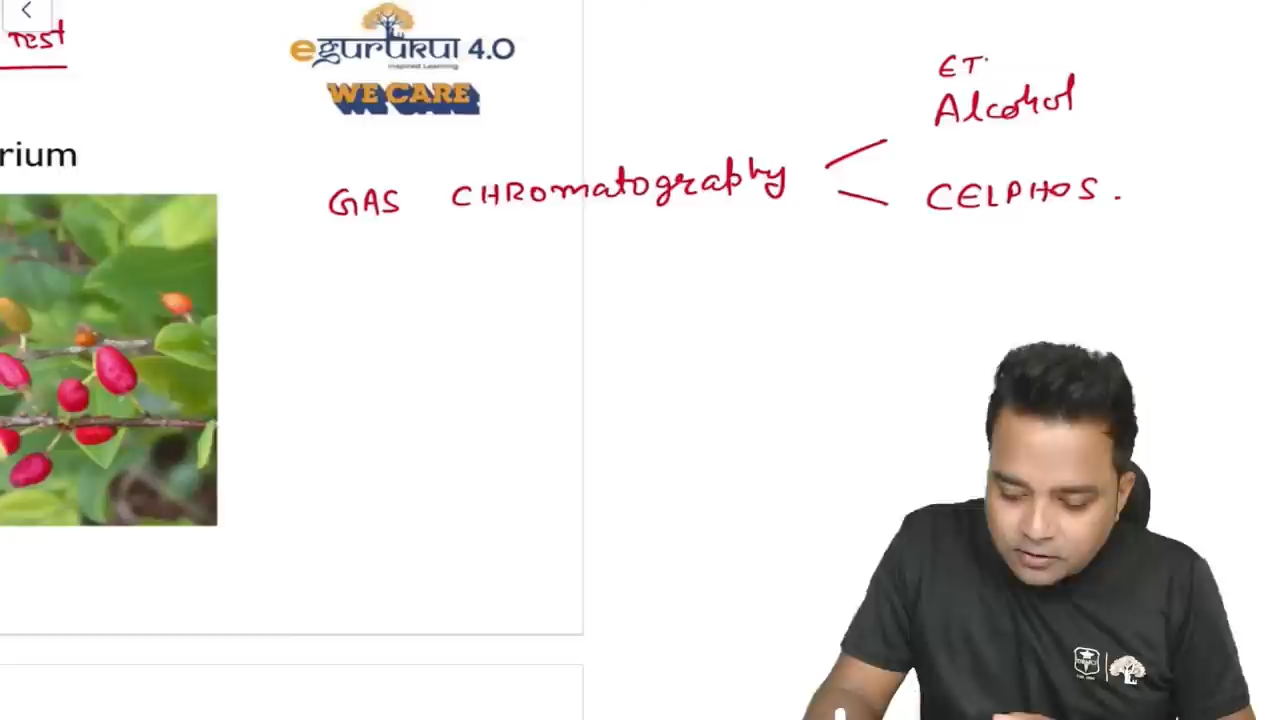 Test
egurukul 4.0
Inspired Learning
WE CARE
rium
ET.
Alcohol
GAS CHROmatography
CELPHOS.